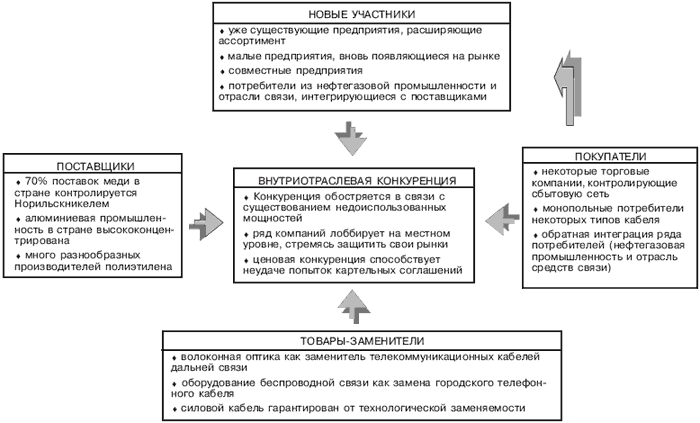 НОВЫЕ УЧАСТНИКИ
♦ уже существующие предприятия, расширяющие
ассортимент
♦ малые предприятия, вновь появляющиеся на рынке
♦ совместные предприятия
♦ потребители из нефтегазовой промышленности и
отрасли связи, интегрирующиеся с поставщиками
ПОСТАВЩИКИ
♦ 70% поставок меди в
стране контролируется
Норильскникелем
♦ алюминиевая промышлен-
ность в стране высококонцен-
трирована
♦ много разнообразных
производителей полиэтилена
ВНУТРИОТРАСЛЕВАЯ КОНКУРЕНЦИЯ
♦ Конкуренция обостряется в связи с
существованием недоиспользованных
мощностей
♦ ряд компаний лоббирует на местном
уровне, стремясь защитить свои рынки
♦ ценовая конкуренция способствует
неудаче попыток картельных соглашений
ПОКУПАТЕЛИ
♦ некоторые торговые
компании, контролирующие
сбытовую сеть
♦ монопольные потребители
некоторых типов кабеля
♦ обратная интеграция ряда
потребителей (нефтегазовая
промышленность и отрасль
средств связи)
ТОВАРЫ-ЗАМЕНИТЕЛИ
♦ волоконная оптика как заменитель телекоммуникационных кабелей
дальней связи
♦ оборудование беспроводной связи как замена городского телефон-
ного кабеля
♦ силовой кабель гарантирован от технологической заменяемости